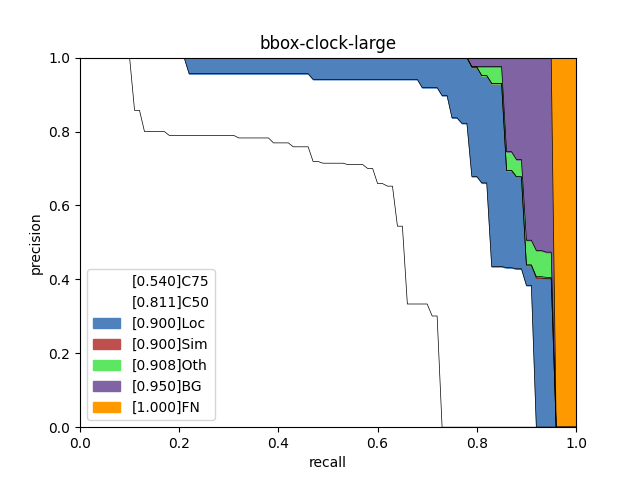 bbox-clock-large
1.0
0.8
0.6
0.4
0.2
0.0
precision
[0.540]C75
[0.811]C50
[0.900]Loc
[0.900]Sim
[0.908]Oth
[0.950]BG
[1.000]FN
0.0 0.2 0.4 0.6 0.8 1.0
recall